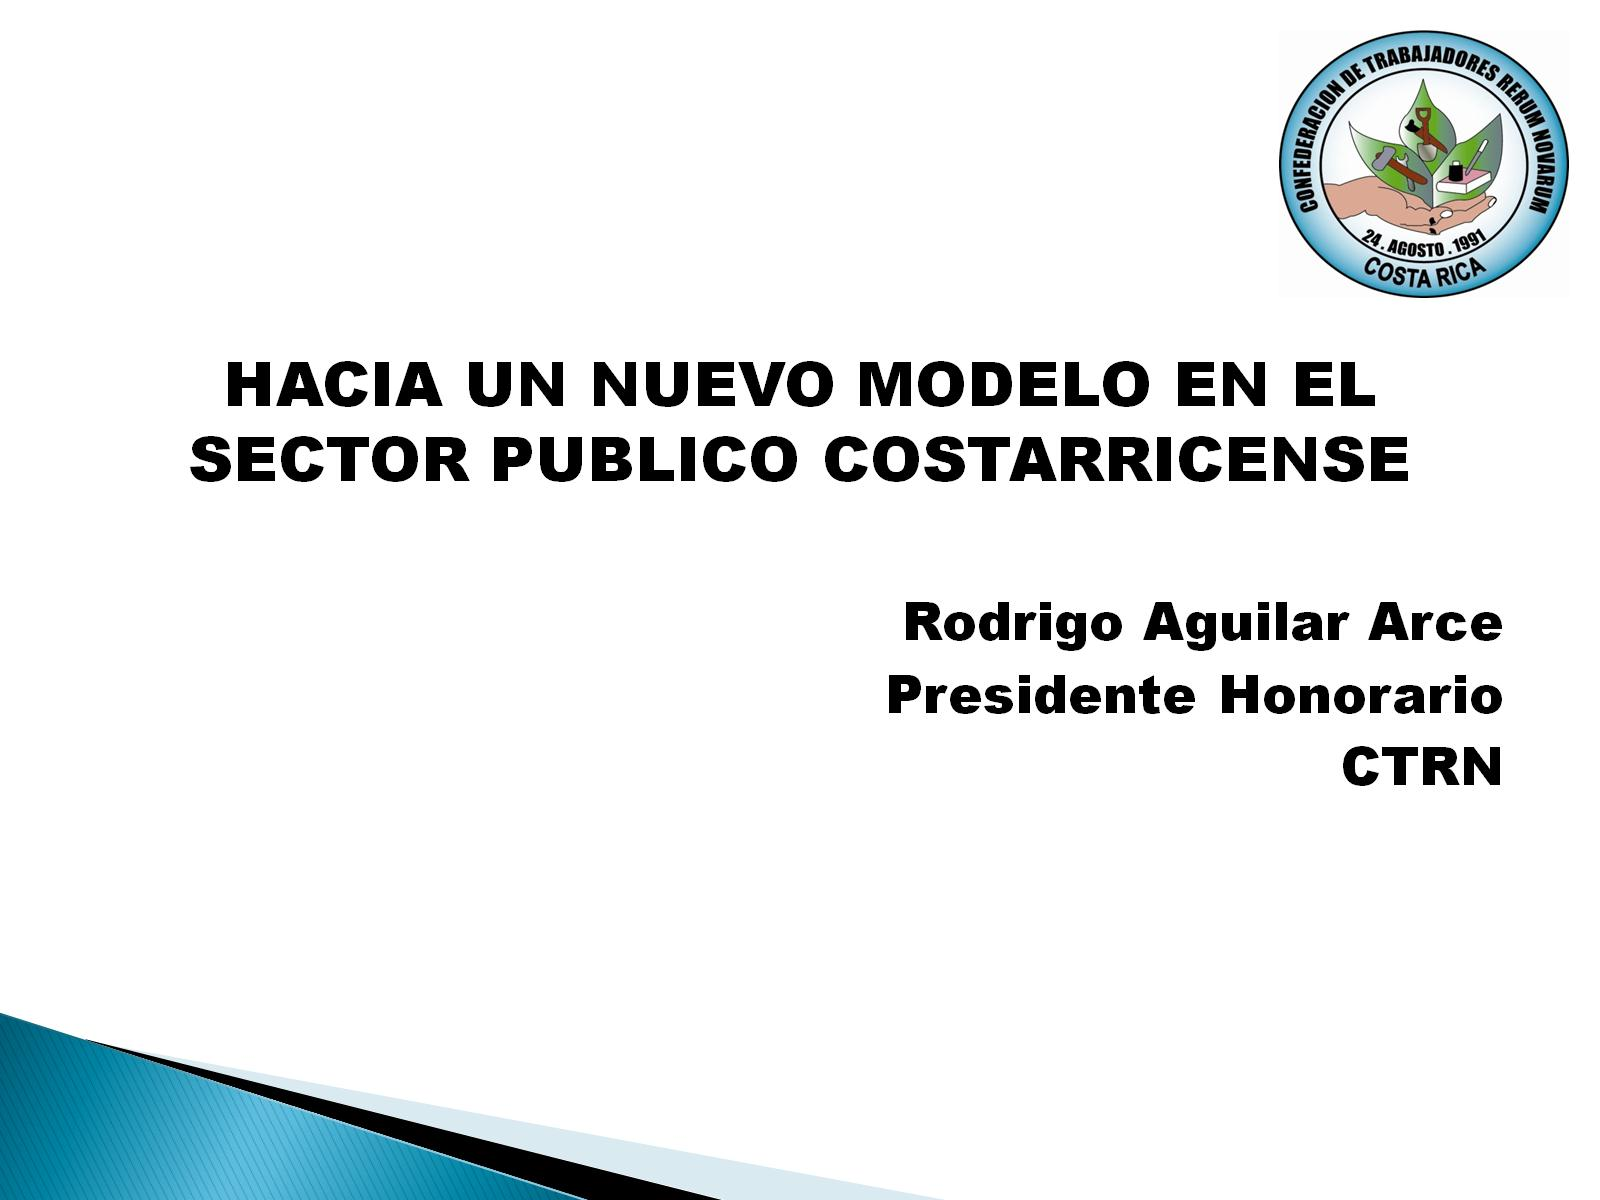 CONFEDERACION DE TRABAJADORES RERUM NOVARUM
24 . AGOSTO . 1991
COSTA RICA
HACIA UN NUEVO MODELO EN EL
SECTOR PUBLICO COSTARRICENSE
Rodrigo Aguilar Arce
Presidente Honorario
CTRN